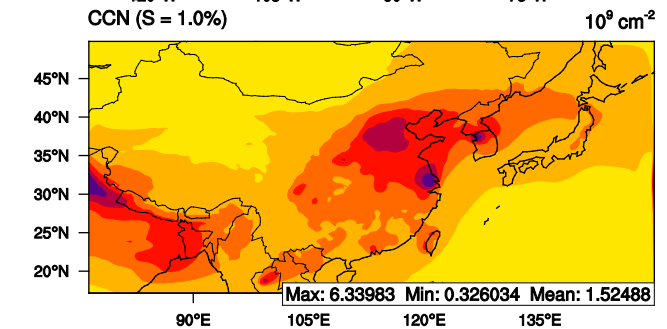 CCN (S = 1.0%)
10⁹ cm⁻²
45°N
40°N
35°N
30°N
25°N
20°N
Max: 6.33983 Min: 0.326034 Mean: 1.52488
90°E 105°E 120°E 135°E